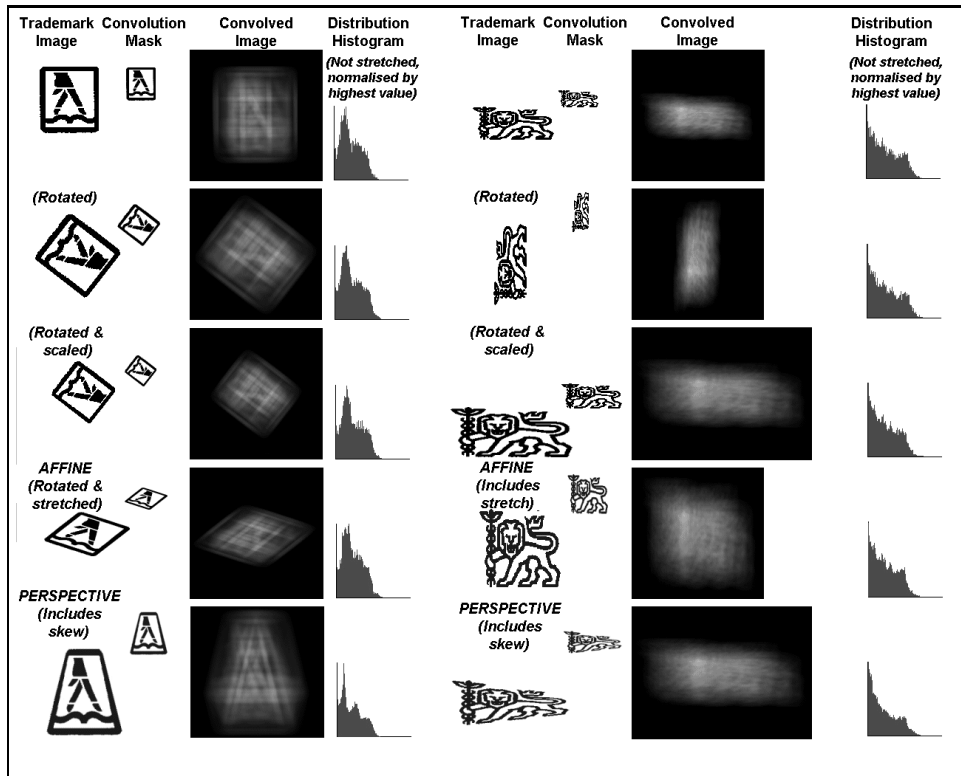 Trademark Image
Convolution Mask
Convolved Image
Distribution Histogram
(Not stretched,
normalised by
highest value)
(Rotated)
(Rotated &
scaled)
AFFINE
(Rotated &
stretched)
PERSPECTIVE
(Includes
skew)
Trademark Image
Convolution Mask
Convolved Image
Distribution Histogram
(Not stretched,
normalised by
highest value)
(Rotated)
(Rotated &
scaled)
AFFINE
(Includes
stretch)
PERSPECTIVE
(Includes
skew)